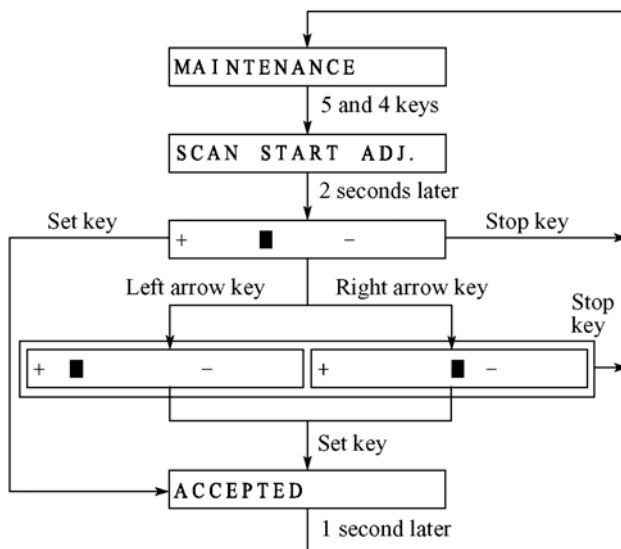 MAINTENANCE
5 and 4 keys
SCAN START ADJ.
2 seconds later
Set key
+ ■ −
Stop key
Left arrow key
Right arrow key
Stop
key
+ ■ −
+ ■ −
Set key
ACCEPTED
1 second later